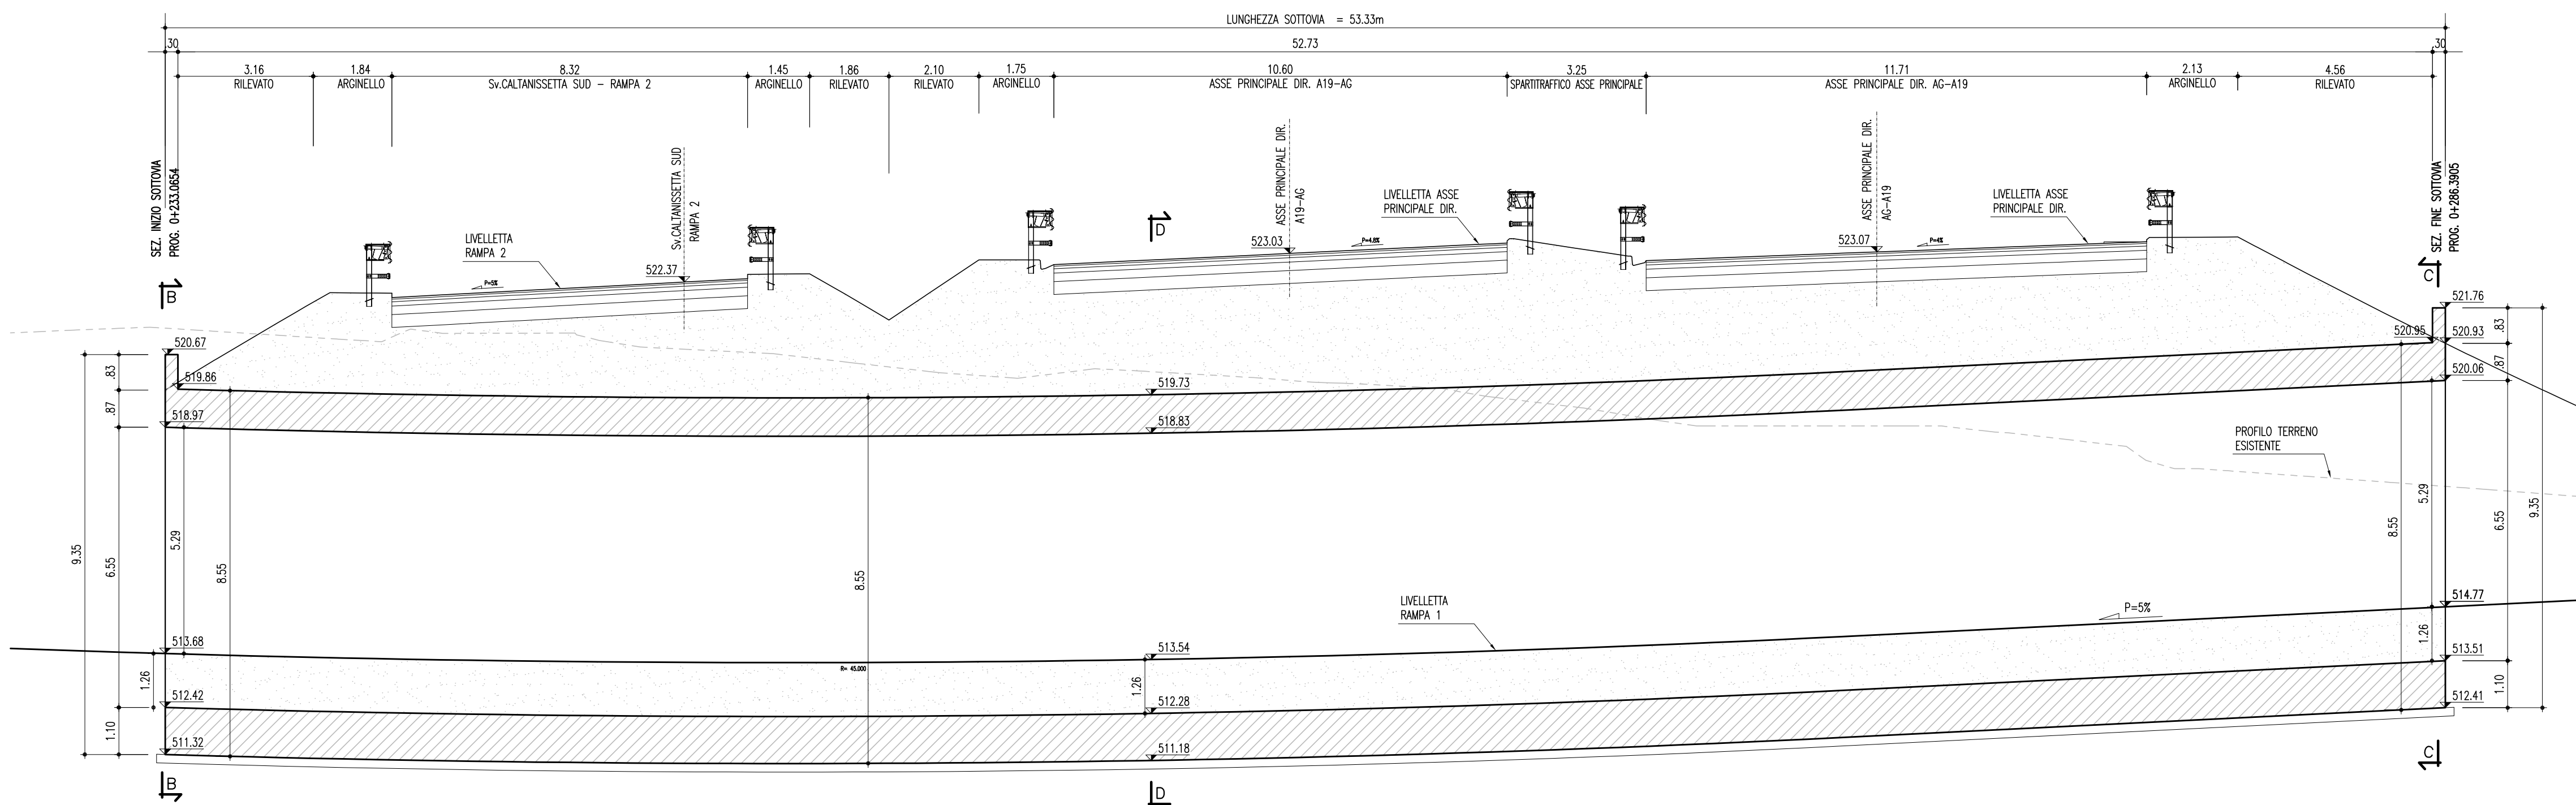 LUNGHEZZA SOTTOVIA = 53.33m
.30
52.73
.30
3.16
1.84
8.32
1.45
1.86
2.10
1.75
10.60
3.25
11.71
2.13
4.56
RILEVATO
ARGINELLO
Sv.CALTANISSETTA SUD - RAMPA 2
ARGINELLO
RILEVATO
RILEVATO
ARGINELLO
ASSE PRINCIPALE DIR. A19-AG
SPARTITRAFFICO ASSE PRINCIPALE
ASSE PRINCIPALE DIR. AG-A19
ARGINELLO
RILEVATO
SEZ. INIZIO SOTTOVIA
PROG. 0+233.0654
Sv.CALTANISSETTA SUD
RAMPA 2
ASSE PRINCIPALE DIR.
A19-AG
ASSE PRINCIPALE DIR.
AG-A19
SEZ. FINE SOTTOVIA
PROG. 0+286.3905
LIVELLETTA
RAMPA 2
LIVELLETTA ASSE
PRINCIPALE DIR.
LIVELLETTA ASSE
PRINCIPALE DIR.
D
B
C
P=5%
522.37
523.03
P=4.8%
523.07
P=4%
521.76
520.67
520.95
520.93
.83
.83
519.86
519.73
.87
.87
520.06
518.97
518.83
PROFILO TERRENO
ESISTENTE
9.35
6.55
5.29
8.55
8.55
8.55
5.29
6.55
9.35
LIVELLETTA
RAMPA 1
P=5%
514.77
513.68
513.54
R= 45.000
1.26
1.26
1.26
513.51
512.42
512.28
512.41
1.10
1.10
511.32
511.18
B
D
C